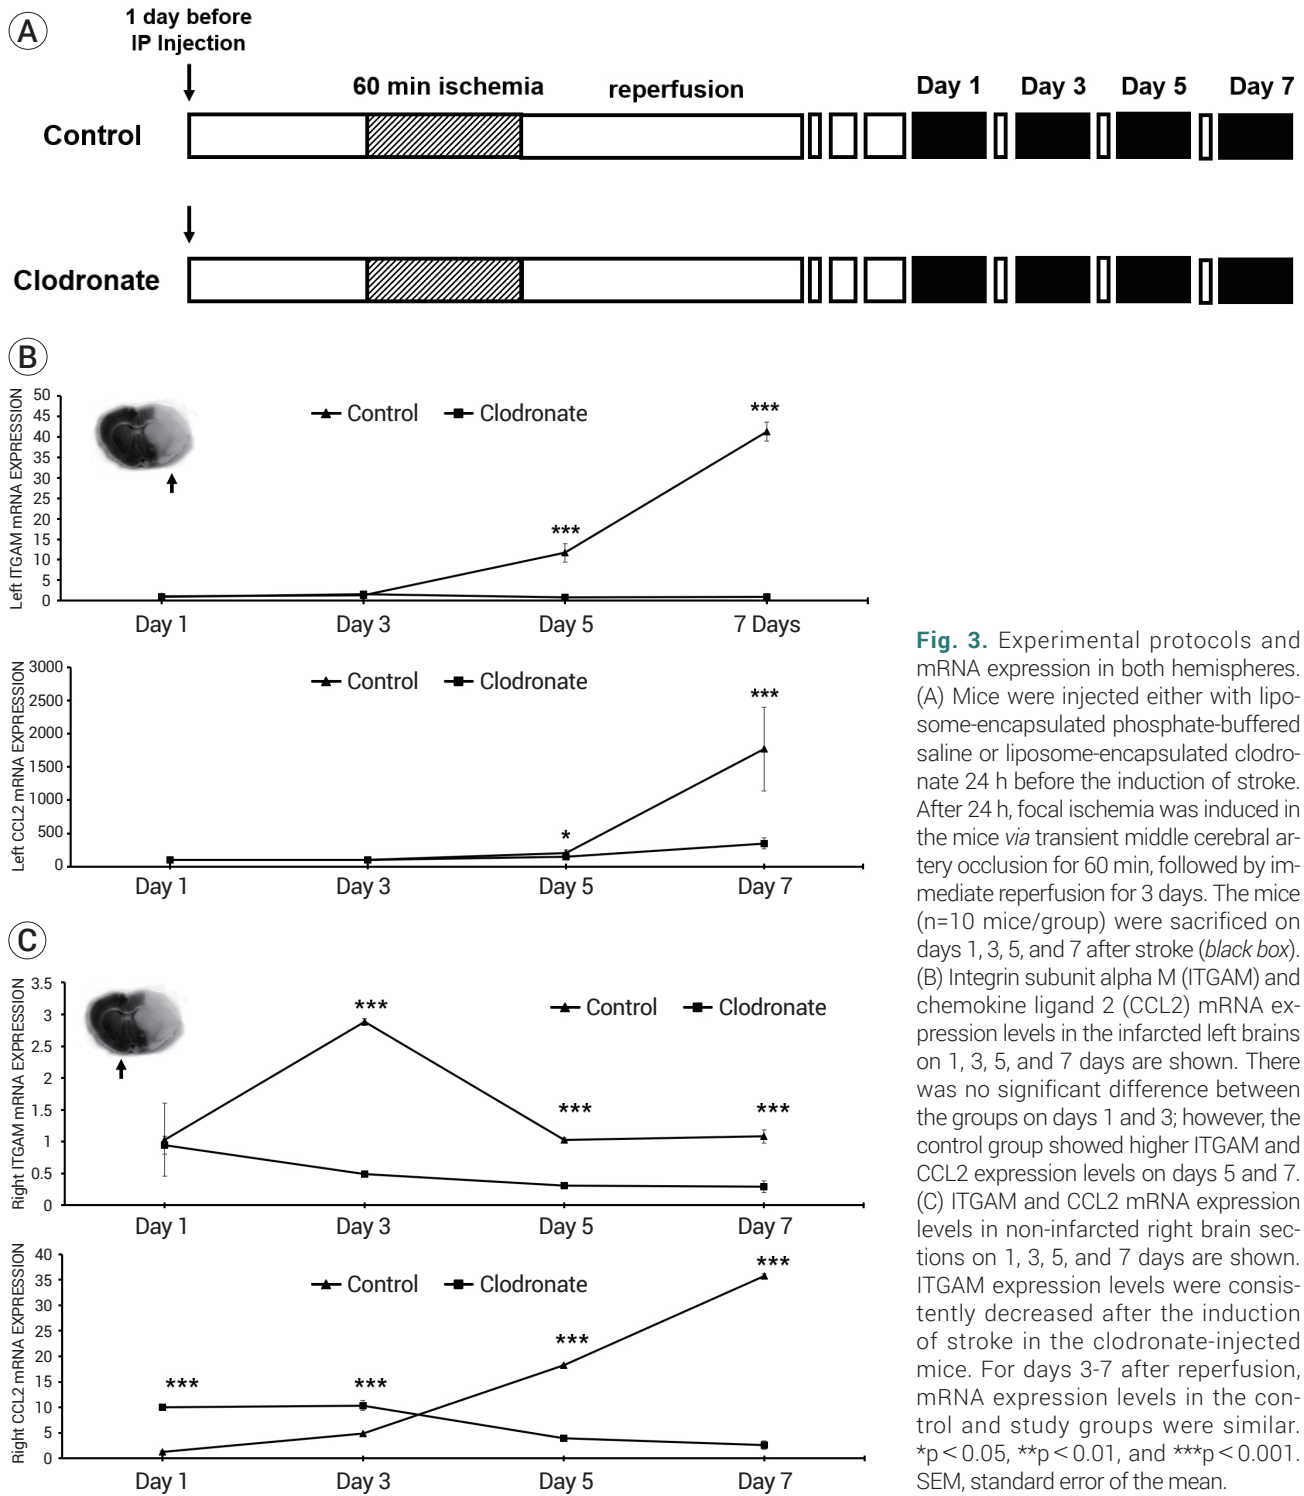 A
1 day before
IP Injection
60 min ischemia
reperfusion
Day 1
Day 3
Day 5
Day 7
Control
Clodronate
B
Left ITGAM mRNA EXPRESSION
50
45
40
35
30
25
20
15
10
5
0
Control
Clodronate
***
***
Day 1
Day 3
Day 5
7 Days
Left CCL2 mRNA EXPRESSION
3000
2500
2000
1500
1000
500
0
Control
Clodronate
*
***
Day 1
Day 3
Day 5
Day 7
C
Right ITGAM mRNA EXPRESSION
3.5
3
2.5
2
1.5
1
0.5
0
Control
Clodronate
***
***
***
Day 1
Day 3
Day 5
Day 7
Right CCL2 mRNA EXPRESSION
40
35
30
25
20
15
10
5
0
Control
Clodronate
***
***
***
***
Day 1
Day 3
Day 5
Day 7
Fig. 3. Experimental protocols and
mRNA expression in both hemispheres.
(A) Mice were injected either with lipo-
some-encapsulated phosphate-buffered
saline or liposome-encapsulated clodro-
nate 24 h before the induction of stroke.
After 24 h, focal ischemia was induced in
the mice via transient middle cerebral ar-
tery occlusion for 60 min, followed by im-
mediate reperfusion for 3 days. The mice
(n=10 mice/group) were sacrificed on
days 1, 3, 5, and 7 after stroke (black box).
(B) Integrin subunit alpha M (ITGAM) and
chemokine ligand 2 (CCL2) mRNA ex-
pression levels in the infarcted left brains
on 1, 3, 5, and 7 days are shown. There
was no significant difference between
the groups on days 1 and 3; however, the
control group showed higher ITGAM and
CCL2 expression levels on days 5 and 7.
(C) ITGAM and CCL2 mRNA expression
levels in non-infarcted right brain sec-
tions on 1, 3, 5, and 7 days are shown.
ITGAM expression levels were consis-
tently decreased after the induction
of stroke in the clodronate-injected
mice. For days 3-7 after reperfusion,
mRNA expression levels in the con-
trol and study groups were similar.
*p < 0.05, **p < 0.01, and ***p < 0.001.
SEM, standard error of the mean.